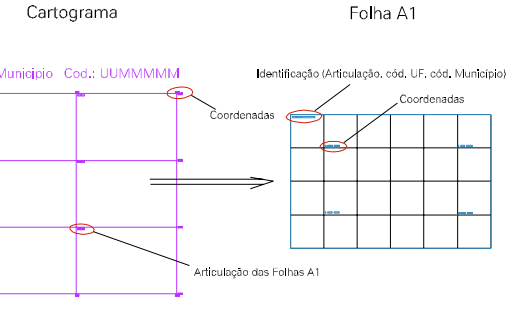 Cartograma
Folha A1
Município Cod.: UUMMMMM
Identificação (Articulação, cód. UF, cód. Município)
Coordenadas
Coordenadas
Articulação das Folhas A1